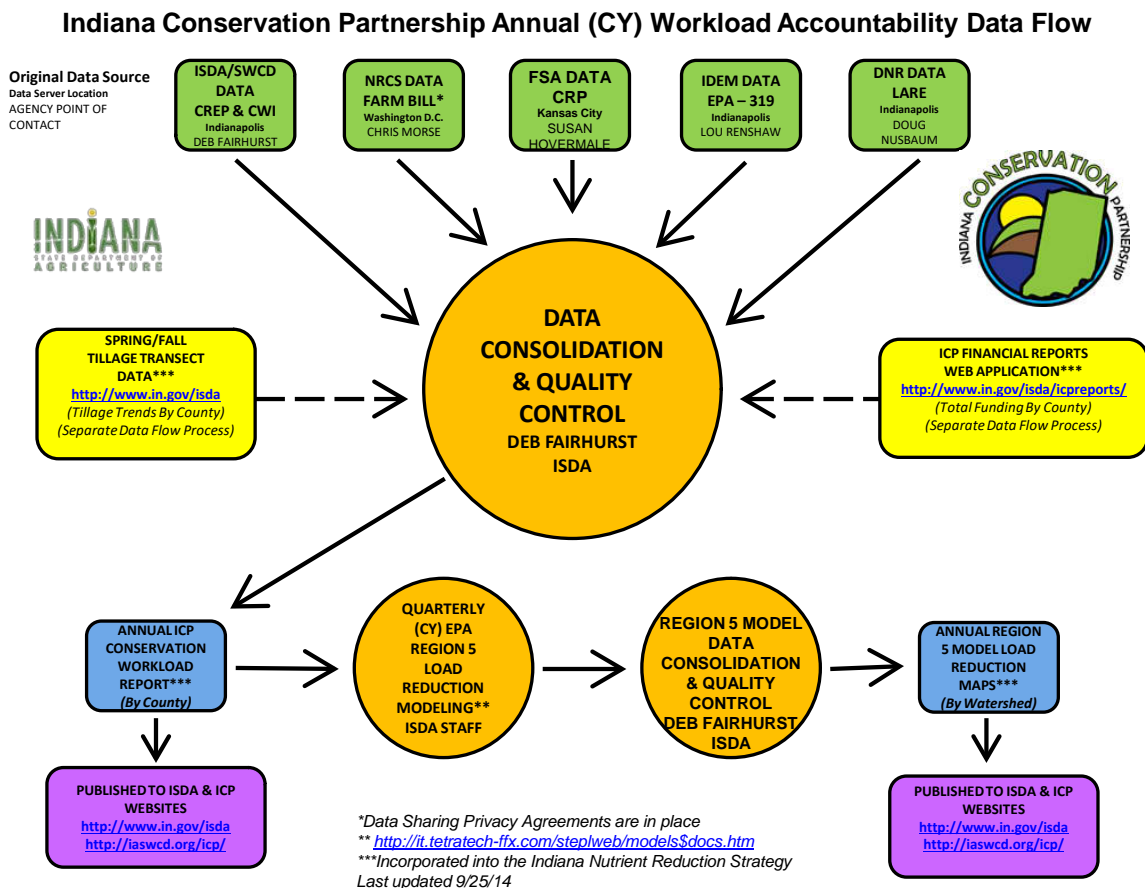 Indiana Conservation Partnership Annual (CY) Workload Accountability Data Flow
Original Data Source
Data Server Location
AGENCY POINT OF
CONTACT
ISDA/SWCD
DATA
CREP & CWI
Indianapolis
DEB FAIRHURST
NRCS DATA
FARM BILL*
Washington D.C.
CHRIS MORSE
FSA DATA
CRP
Kansas City
SUSAN
HOVERMALE
IDEM DATA
EPA – 319
Indianapolis
LOU RENSHAW
DNR DATA
LARE
Indianapolis
DOUG
NUSBAUM
INDIANA
STATE DEPARTMENT OF
AGRICULTURE
INDIANA CONSERVATION PARTNERSHIP
DATA
CONSOLIDATION
& QUALITY
CONTROL
DEB FAIRHURST
ISDA
SPRING/FALL
TILLAGE TRANSECT
DATA***
http://www.in.gov/isda
(Tillage Trends By County)
(Separate Data Flow Process)
ICP FINANCIAL REPORTS
WEB APPLICATION***
http://www.in.gov/isda/icpreports/
(Total Funding By County)
(Separate Data Flow Process)
ANNUAL ICP
CONSERVATION
WORKLOAD
REPORT***
(By County)
QUARTERLY
(CY) EPA
REGION 5
LOAD
REDUCTION
MODELING**
ISDA STAFF
REGION 5 MODEL
DATA
CONSOLIDATION
& QUALITY
CONTROL
DEB FAIRHURST
ISDA
ANNUAL REGION
5 MODEL LOAD
REDUCTION
MAPS***
(By Watershed)
PUBLISHED TO ISDA & ICP
WEBSITES
http://www.in.gov/isda
http://iaswcd.org/icp/
*Data Sharing Privacy Agreements are in place
** http://it.tetratech-ffx.com/steplweb/models$docs.htm
***Incorporated into the Indiana Nutrient Reduction Strategy
Last updated 9/25/14
PUBLISHED TO ISDA & ICP
WEBSITES
http://www.in.gov/isda
http://iaswcd.org/icp/